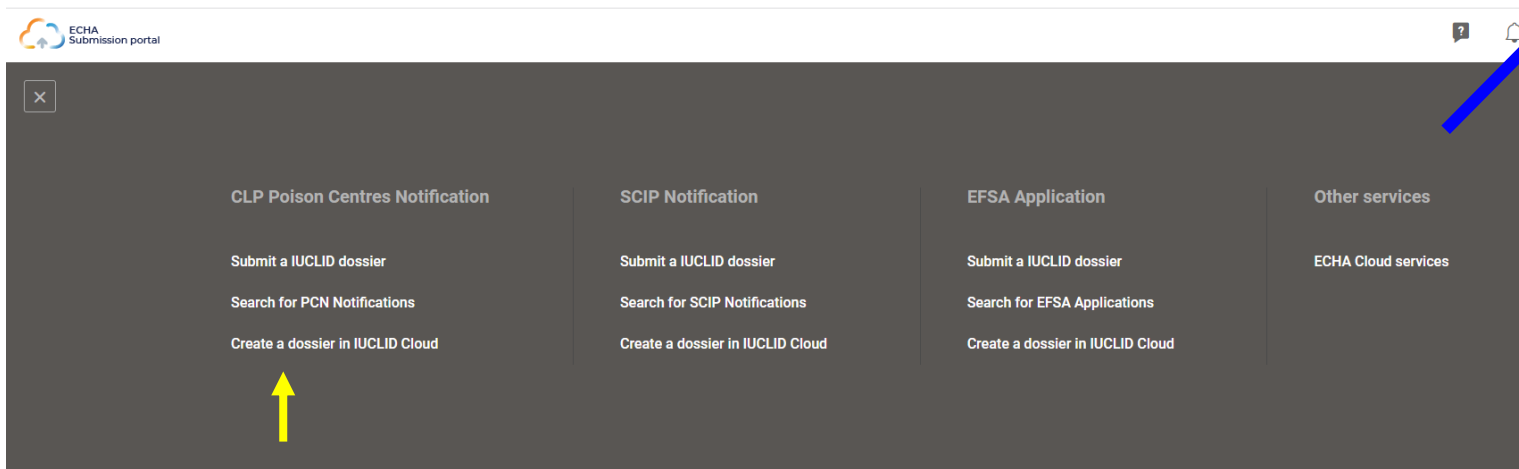 ECHA
Submission portal
?
CLP Poison Centres Notification
Submit a IUCLID dossier
Search for PCN Notifications
Create a dossier in IUCLID Cloud
SCIP Notification
Submit a IUCLID dossier
Search for SCIP Notifications
Create a dossier in IUCLID Cloud
EFSA Application
Submit a IUCLID dossier
Search for EFSA Applications
Create a dossier in IUCLID Cloud
Other services
ECHA Cloud services